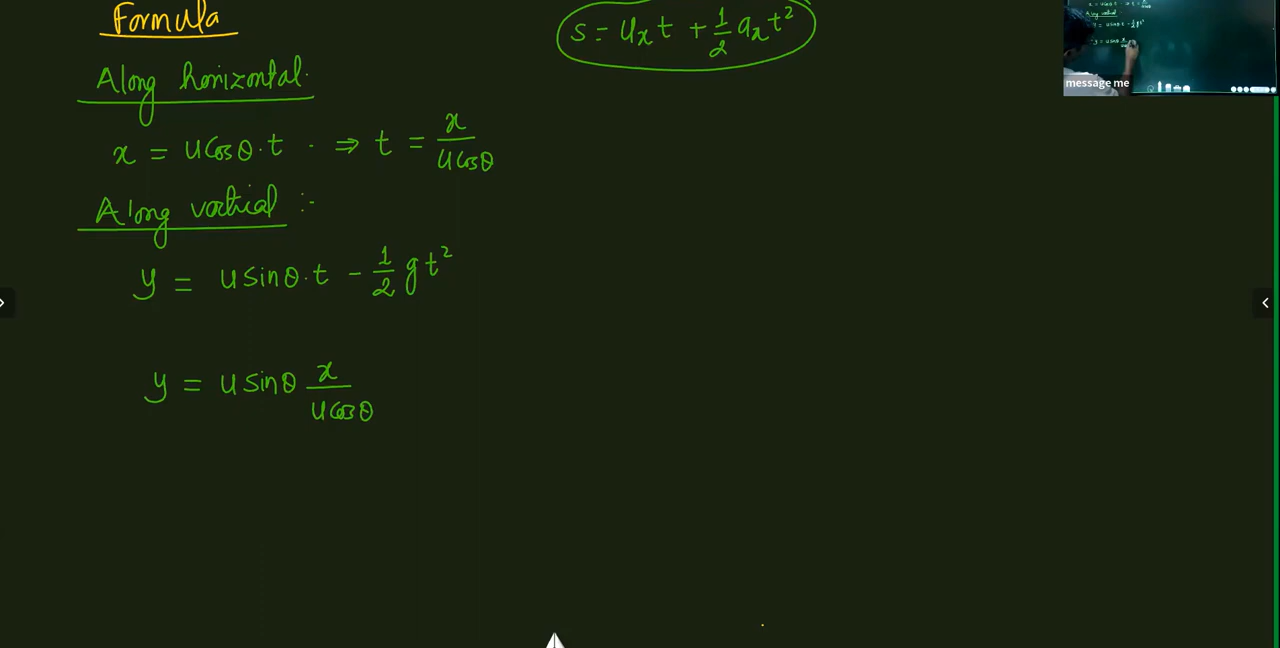 Formula
s = uₓt + 1/2 aₓt²
Along horizontal.
x = ucosθ·t · ⇒ t = x/ucosθ
Along vertical :-
y = usinθ·t - 1/2 gt²
y = usinθ x/ucosθ
message me